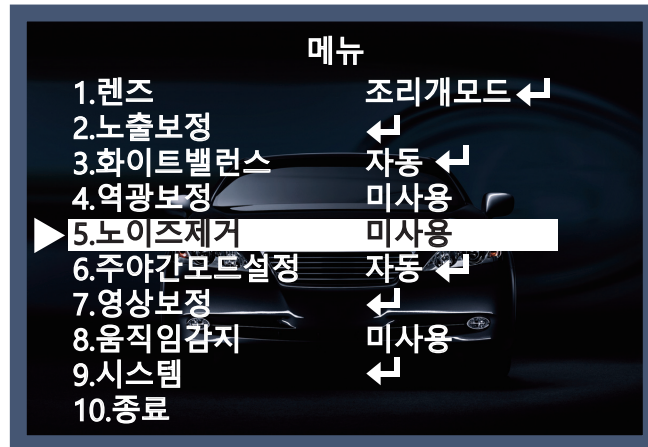 메뉴
1.렌즈 조리개모드 ↵
2.노출보정 ↵
3.화이트밸런스 자동 ↵
4.역광보정 미사용
5.노이즈제거 미사용
6.주야간모드설정 자동 ↵
7.영상보정 ↵
8.움직임감지 미사용
9.시스템 ↵
10.종료